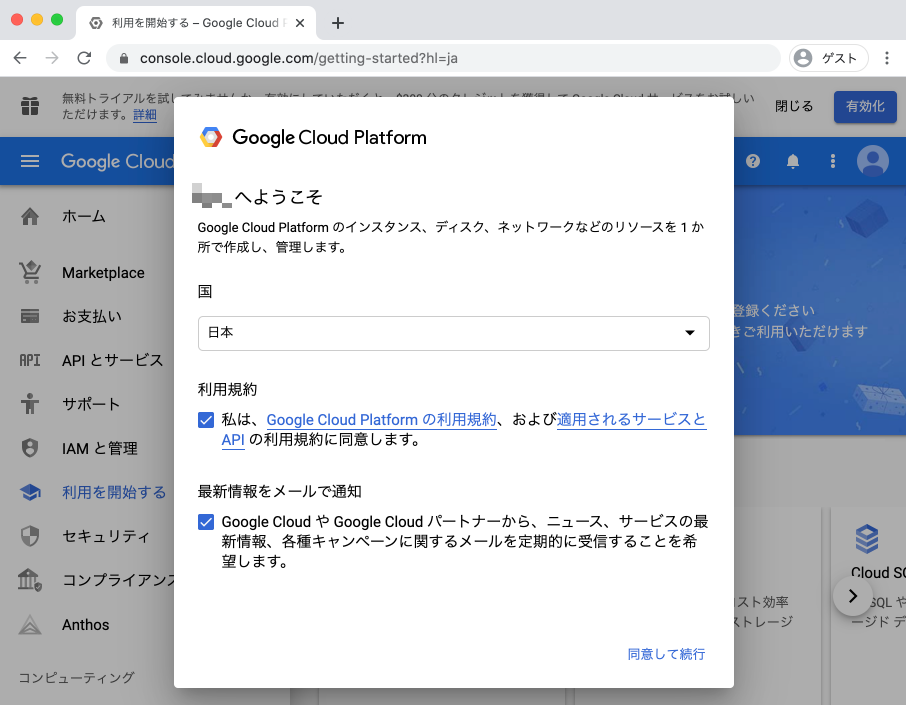 利用を開始する – Google Cloud P
console.cloud.google.com/getting-started?hl=ja
ゲスト
無料トライアルを試してみませんか
ただけます。詳細
閉じる
有効化
Google Cloud
ホーム
Marketplace
お支払い
API
API とサービス
サポート
IAM と管理
利用を開始する
セキュリティ
コンプライアンス
Anthos
コンピューティング
Google Cloud Platform
へようこそ
Google Cloud Platform のインスタンス、ディスク、ネットワークなどのリソースを 1 か
所で作成し、管理します。
国
日本
利用規約
私は、Google Cloud Platform の利用規約、および適用されるサービスと
API の利用規約に同意します。
最新情報をメールで通知
Google Cloud や Google Cloud パートナーから、ニュース、サービスの最
新情報、各種キャンペーンに関するメールを定期的に受信することを希
望します。
同意して続行
登録ください
きご利用いただけます
スト効率
ストレージ
Cloud SQ
SQL や
ージド デ